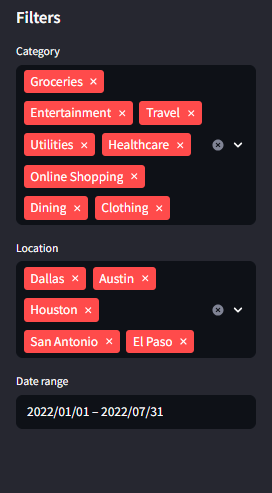 Filters
Category
Groceries ×
Entertainment × Travel ×
Utilities × Healthcare ×
Online Shopping ×
Dining × Clothing ×
Location
Dallas × Austin ×
Houston ×
San Antonio × El Paso ×
Date range
2022/01/01 – 2022/07/31